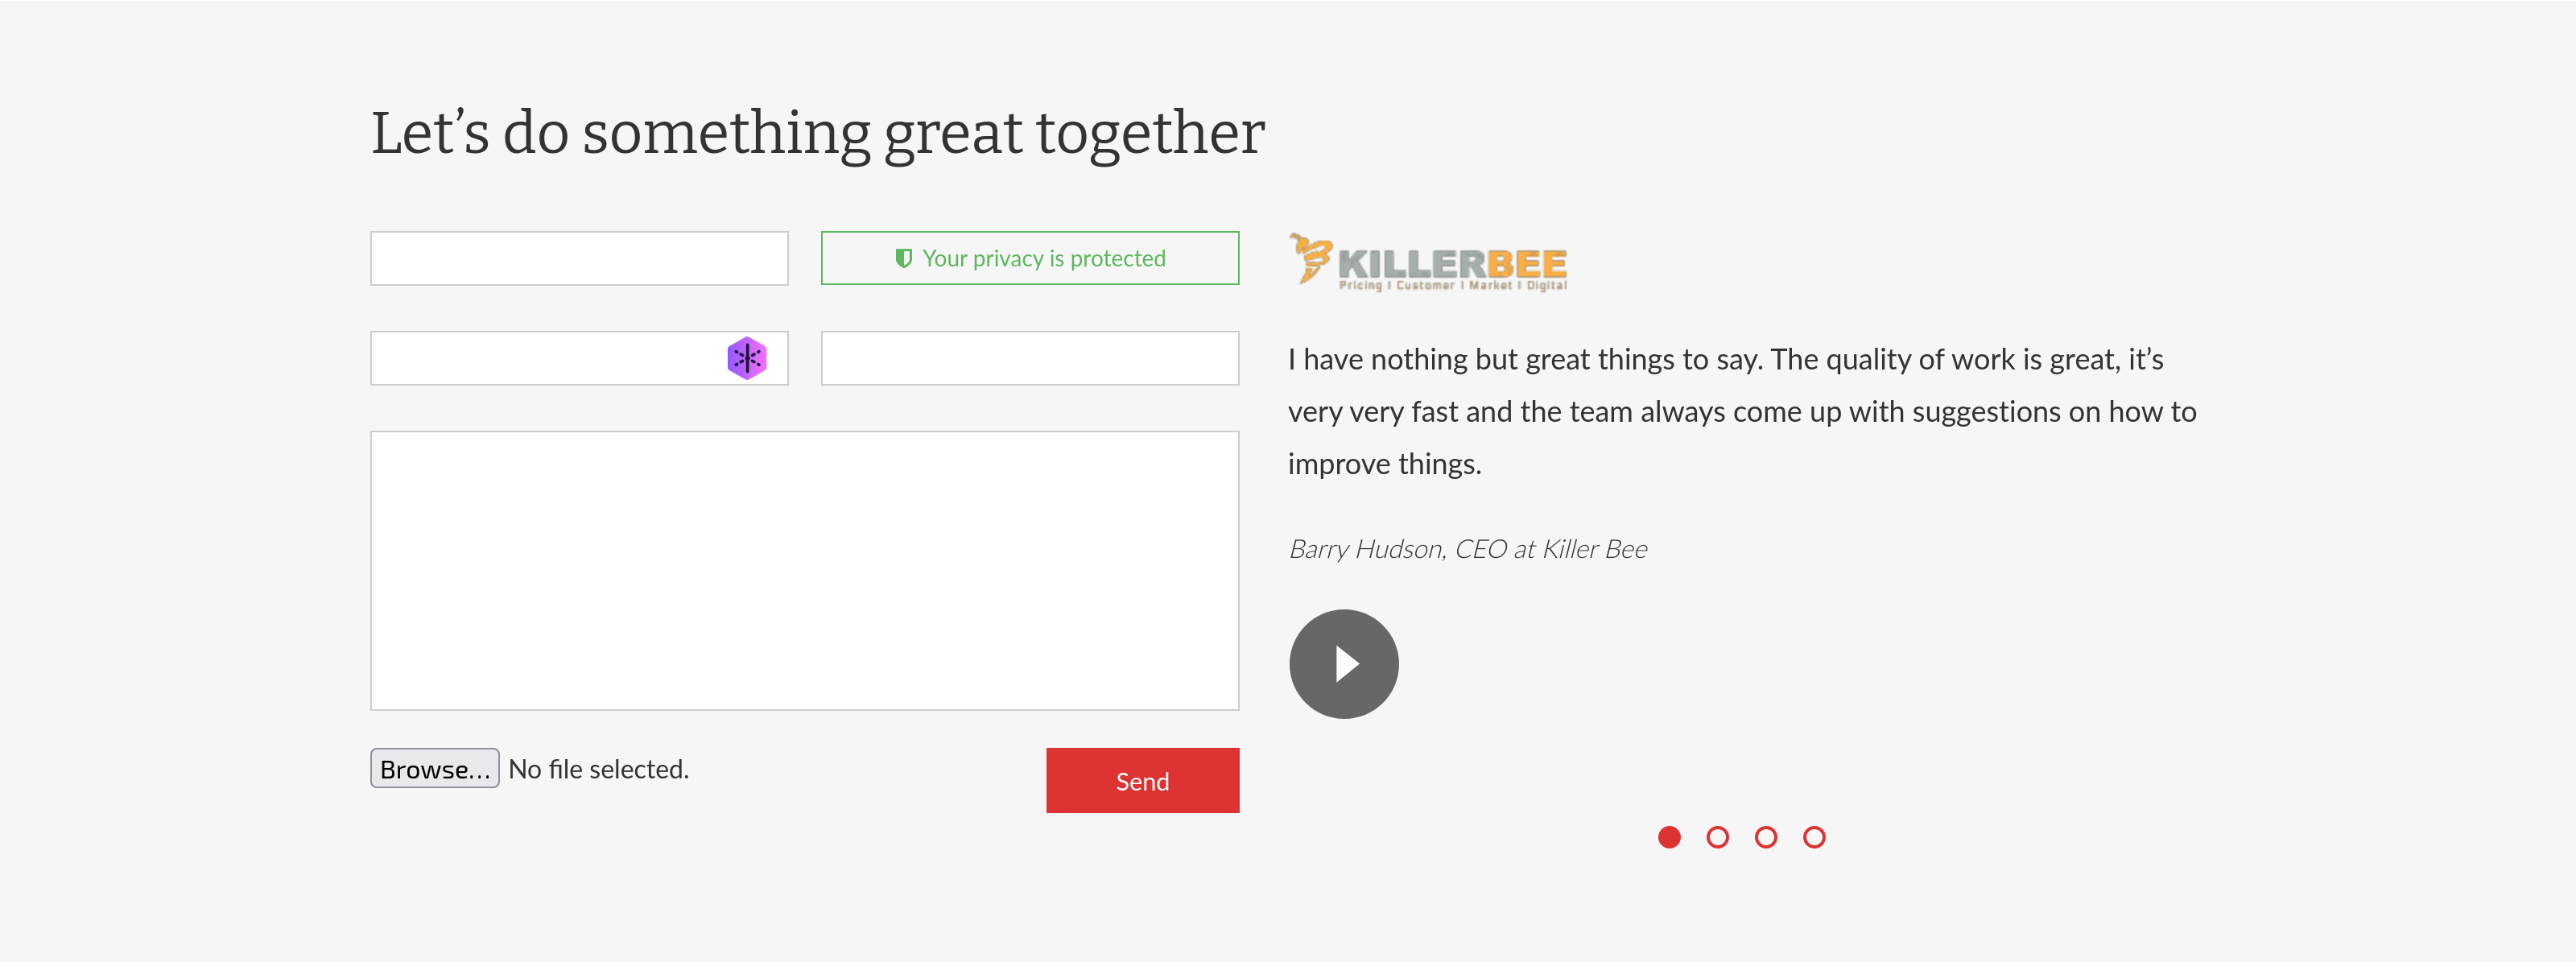 Let’s do something great together
Your privacy is protected
KILLERBEE
Pricing | Customer | Market | Digital
I have nothing but great things to say. The quality of work is great, it’s
very very fast and the team always come up with suggestions on how to
improve things.
Barry Hudson, CEO at Killer Bee
Browse… No file selected.
Send